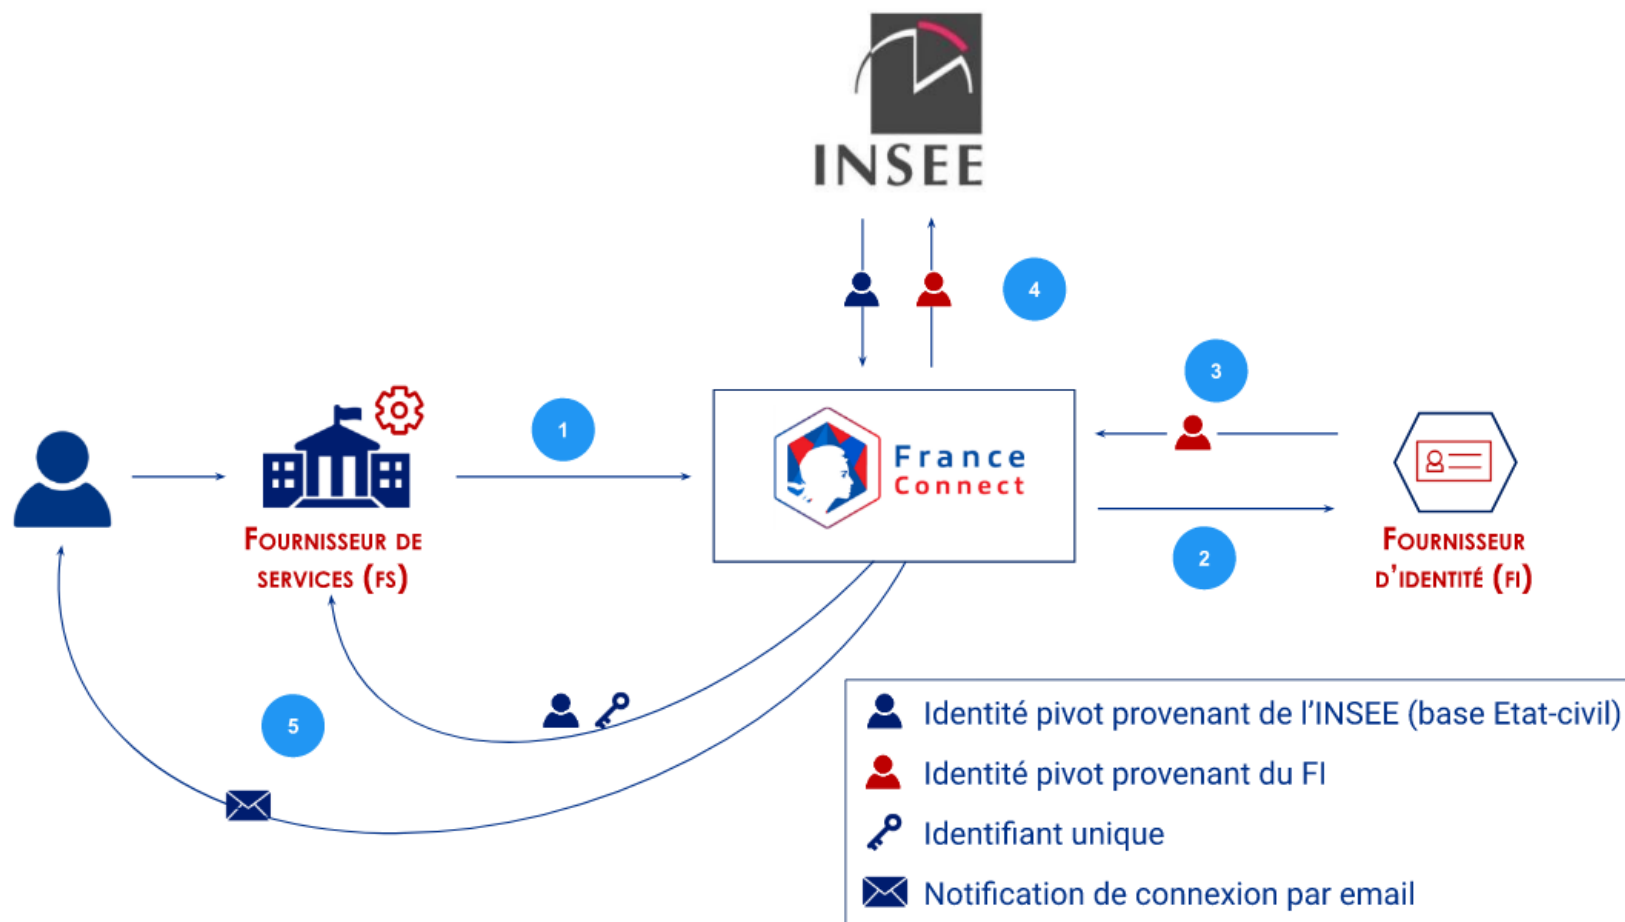 INSEE
4
3
1
France
Connect
FOURNISSEUR DE
SERVICES (FS)
2
FOURNISSEUR
D'IDENTITÉ (FI)
5
Identité pivot provenant de l'INSEE (base Etat-civil)
Identité pivot provenant du FI
Identifiant unique
Notification de connexion par email